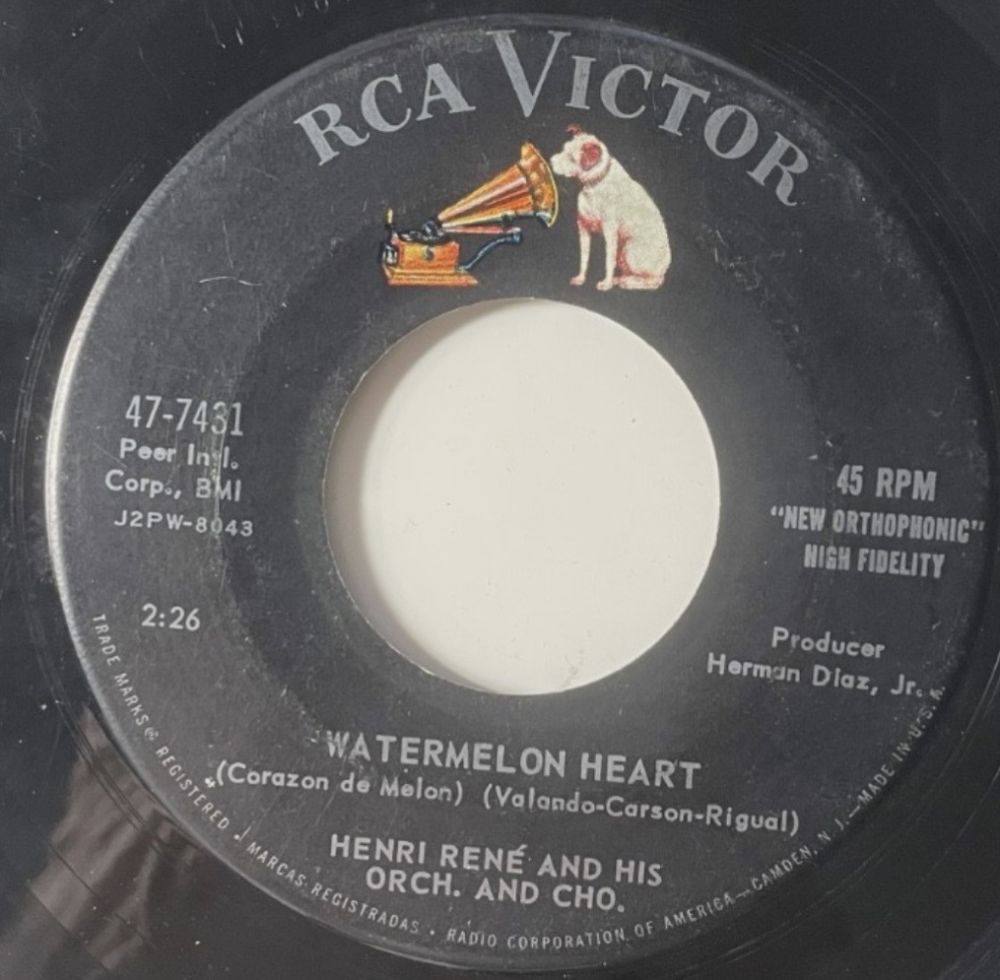 RCA VICTOR
47-7431
Peer Int'l.
Corp., BMI
J2PW-8043
2:26
45 RPM
"NEW ORTHOPHONIC"
HIGH FIDELITY
Producer
Herman Diaz, Jr.
WATERMELON HEART
(Corazon de Melon) (Valando-Carson-Rigual)
HENRI RENÉ AND HIS
ORCH. AND CHO.
TRADE MARKS ® REGISTERED • MARCAS REGISTRADAS • RADIO CORPORATION OF AMERICA—CAMDEN, N. J.—MADE IN U. S. A.